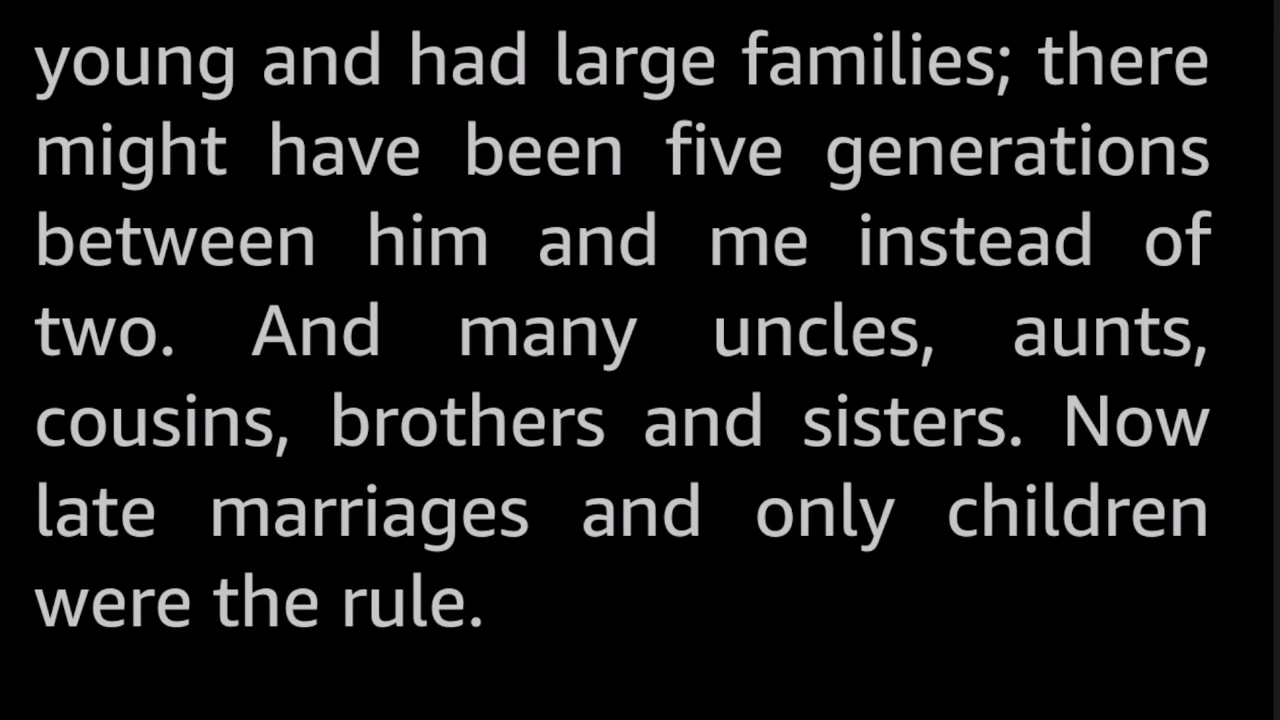 young and had large families; there
might have been five generations
between him and me instead of
two. And many uncles, aunts,
cousins, brothers and sisters. Now
late marriages and only children
were the rule.